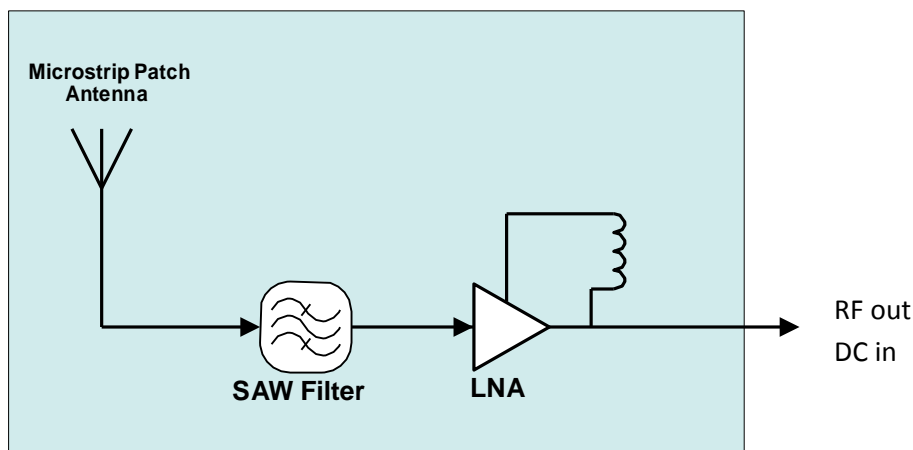 Microstrip Patch
Antenna
SAW Filter
LNA
RF out
DC in